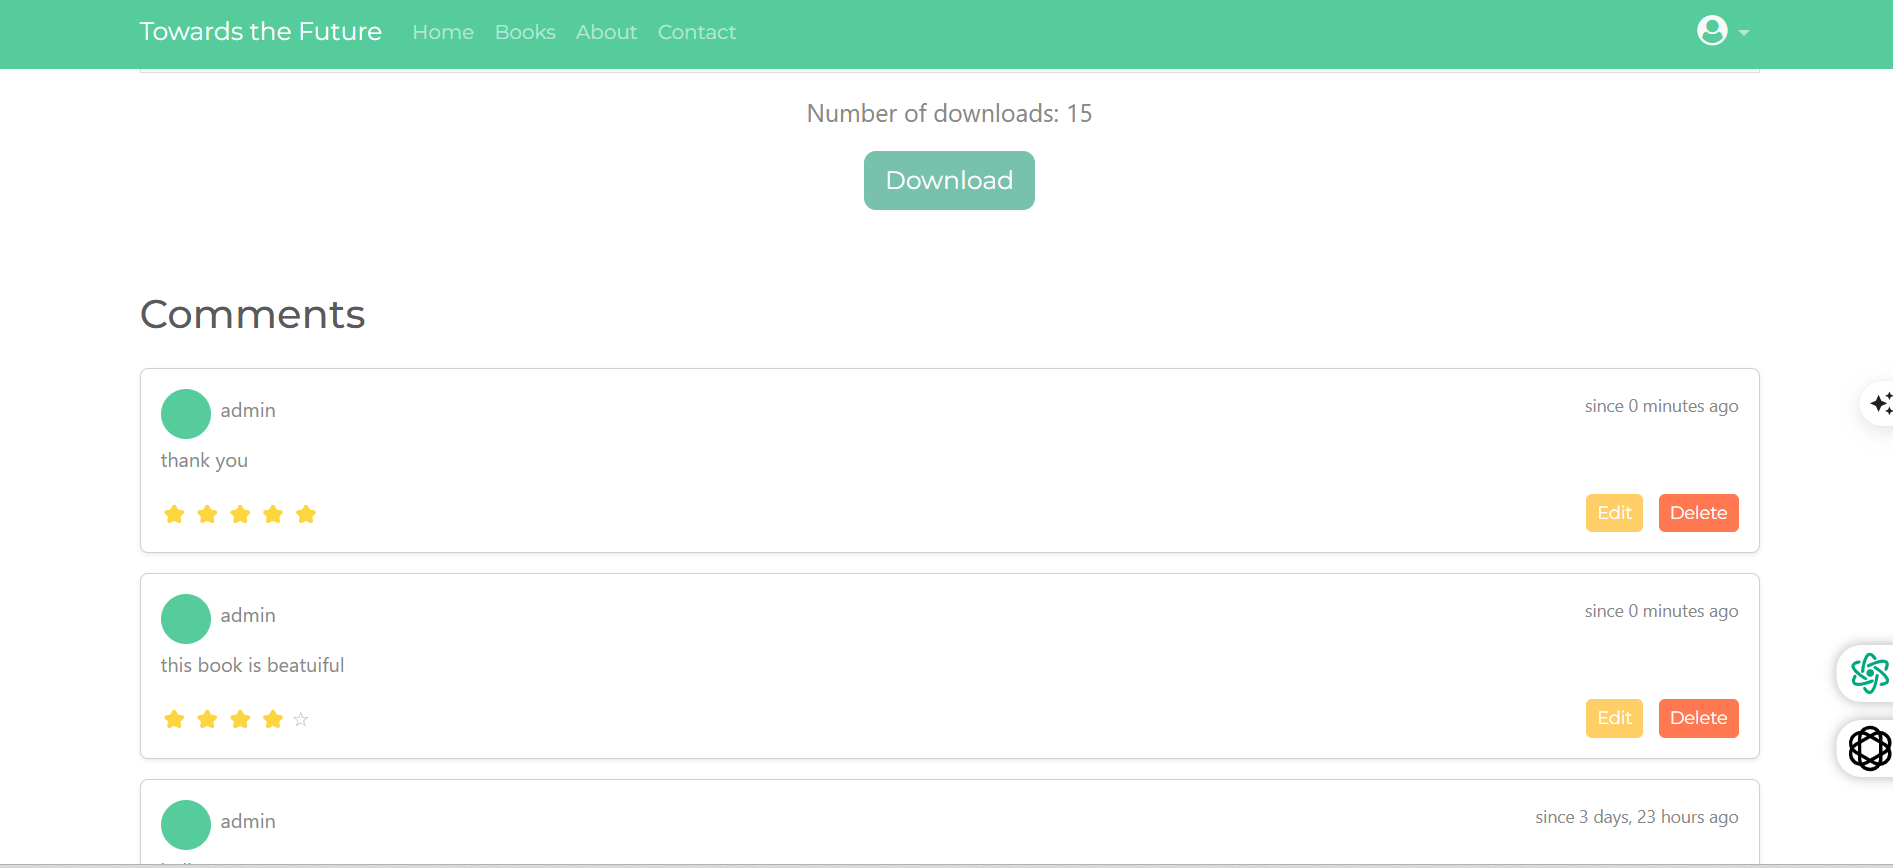 Towards the Future Home Books About Contact
Number of downloads: 15
Download
Comments
admin since 0 minutes ago
thank you
Edit Delete
admin since 0 minutes ago
this book is beatuiful
Edit Delete
admin since 3 days, 23 hours ago